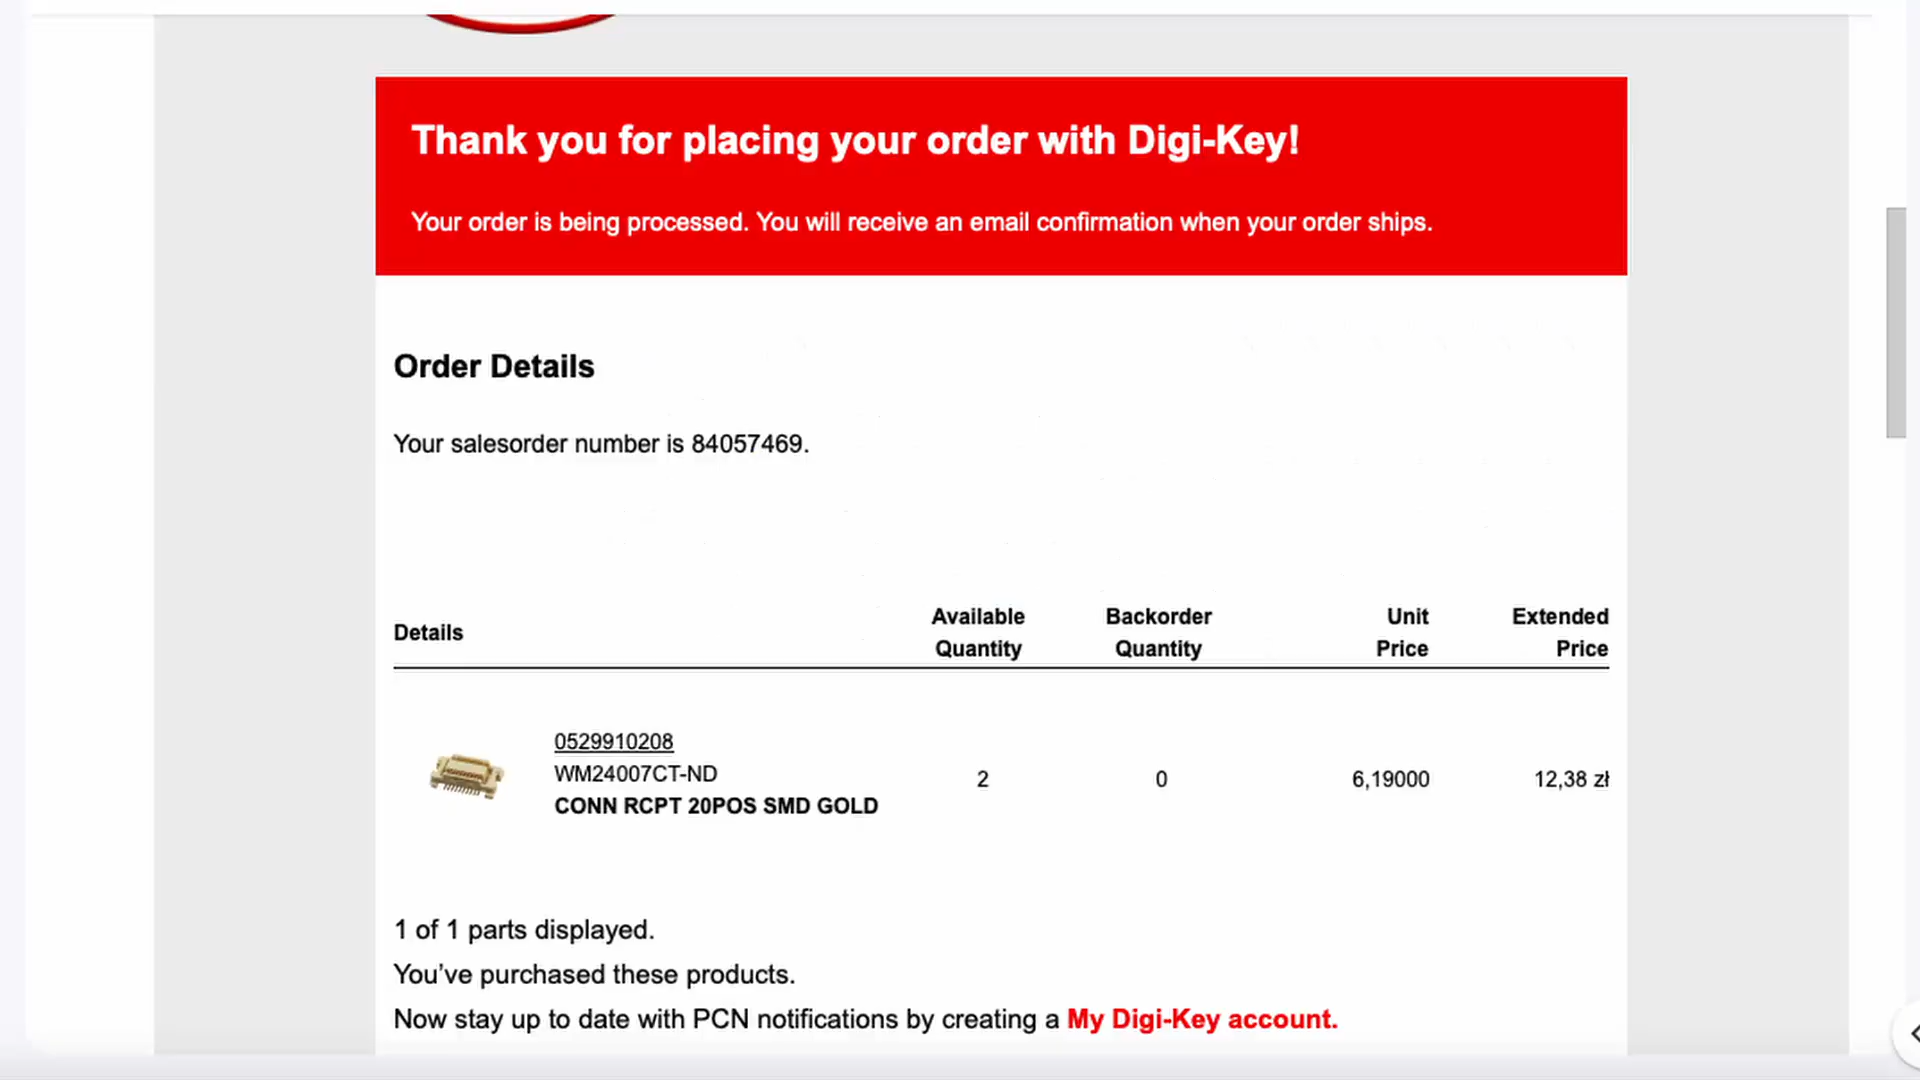 Thank you for placing your order with Digi-Key!
Your order is being processed. You will receive an email confirmation when your order ships.
Order Details
Your salesorder number is 84057469.
Details
Available Quantity
Backorder Quantity
Unit Price
Extended Price
0529910208
WM24007CT-ND
CONN RCPT 20POS SMD GOLD
2
0
6,19000
12,38 zł
1 of 1 parts displayed.
You’ve purchased these products.
Now stay up to date with PCN notifications by creating a My Digi-Key account.